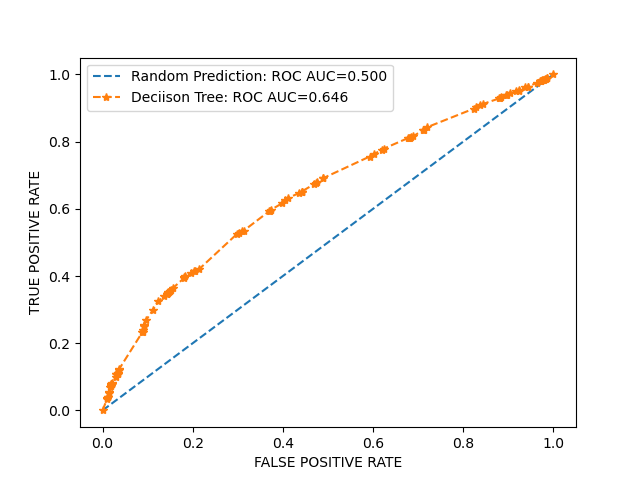 Random Prediction: ROC AUC=0.500
Deciison Tree: ROC AUC=0.646
1.0
0.8
0.6
0.4
0.2
0.0
TRUE POSITIVE RATE
0.0 0.2 0.4 0.6 0.8 1.0
FALSE POSITIVE RATE